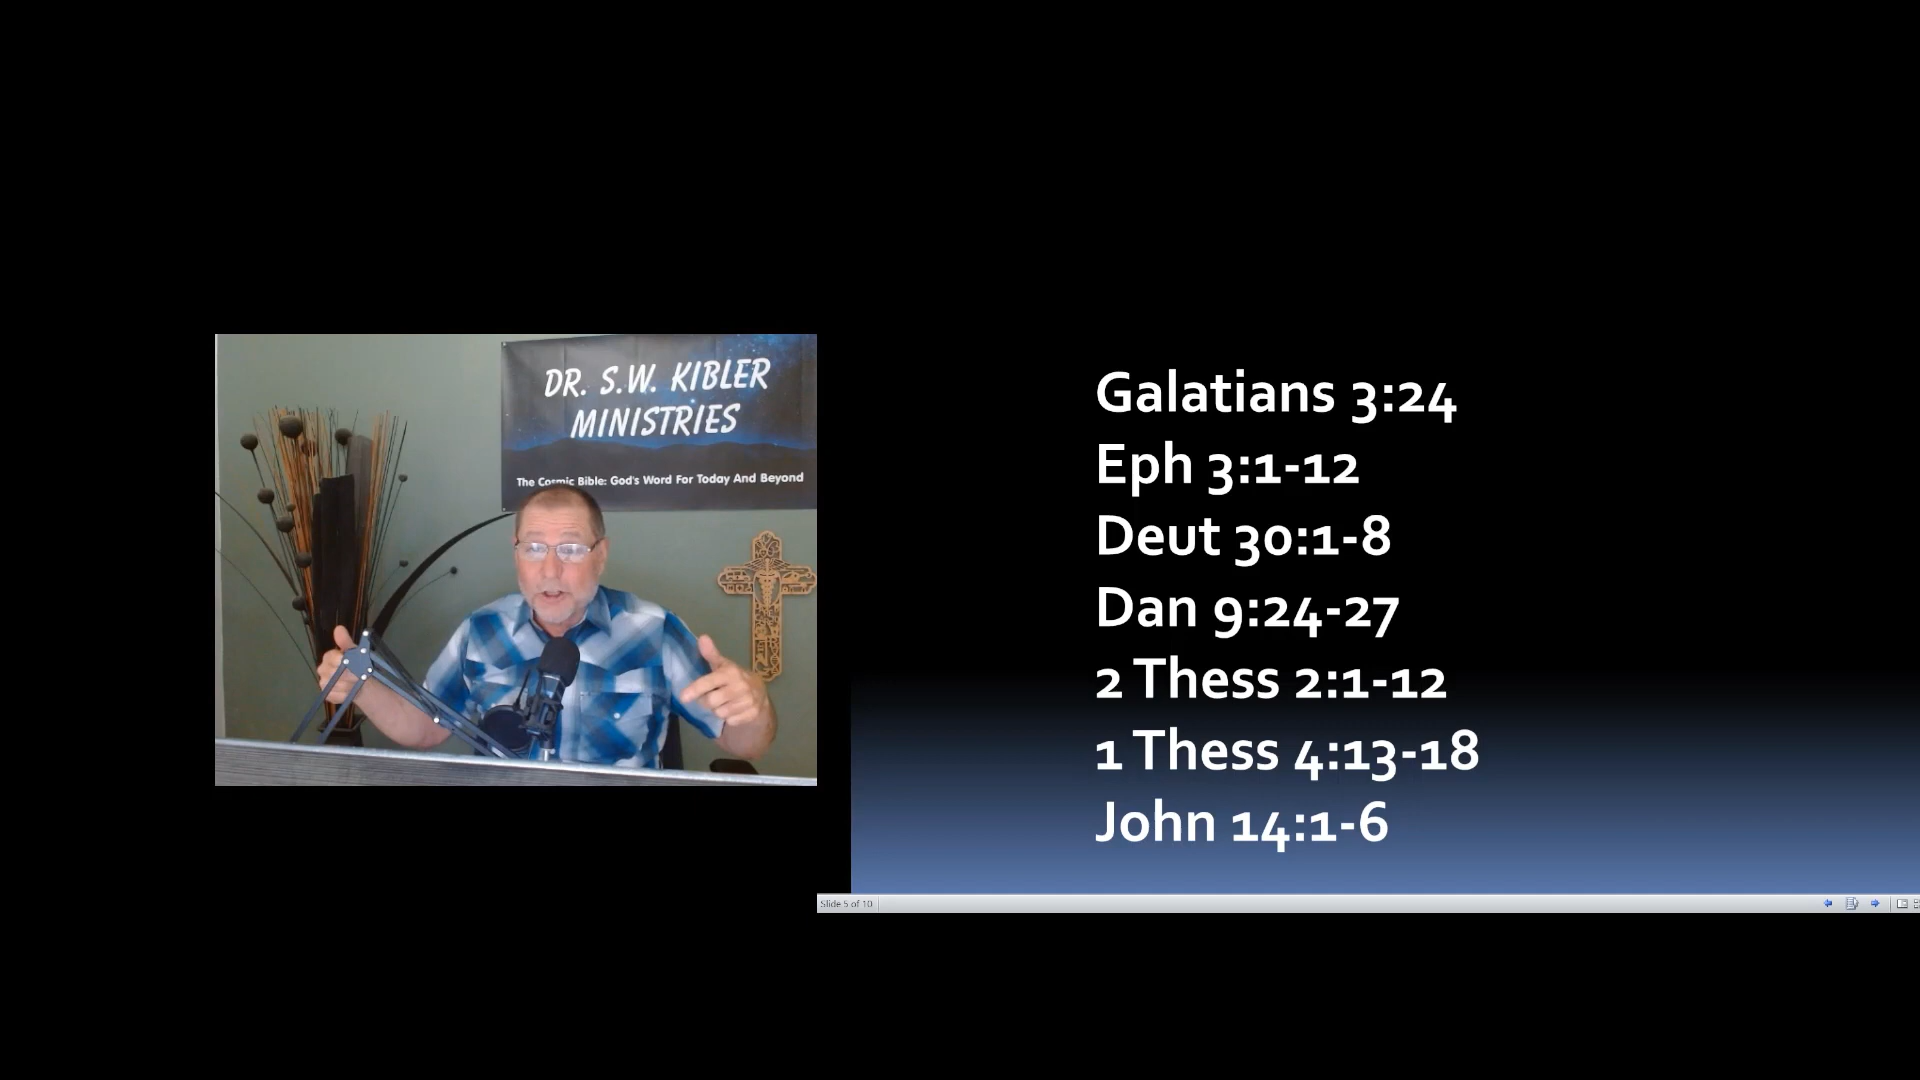 DR. S.W. KIBLER
MINISTRIES
The Cosmic Bible: God's Word For Today And Beyond
Galatians 3:24
Eph 3:1-12
Deut 30:1-8
Dan 9:24-27
2 Thess 2:1-12
1 Thess 4:13-18
John 14:1-6
Slide 5 of 10